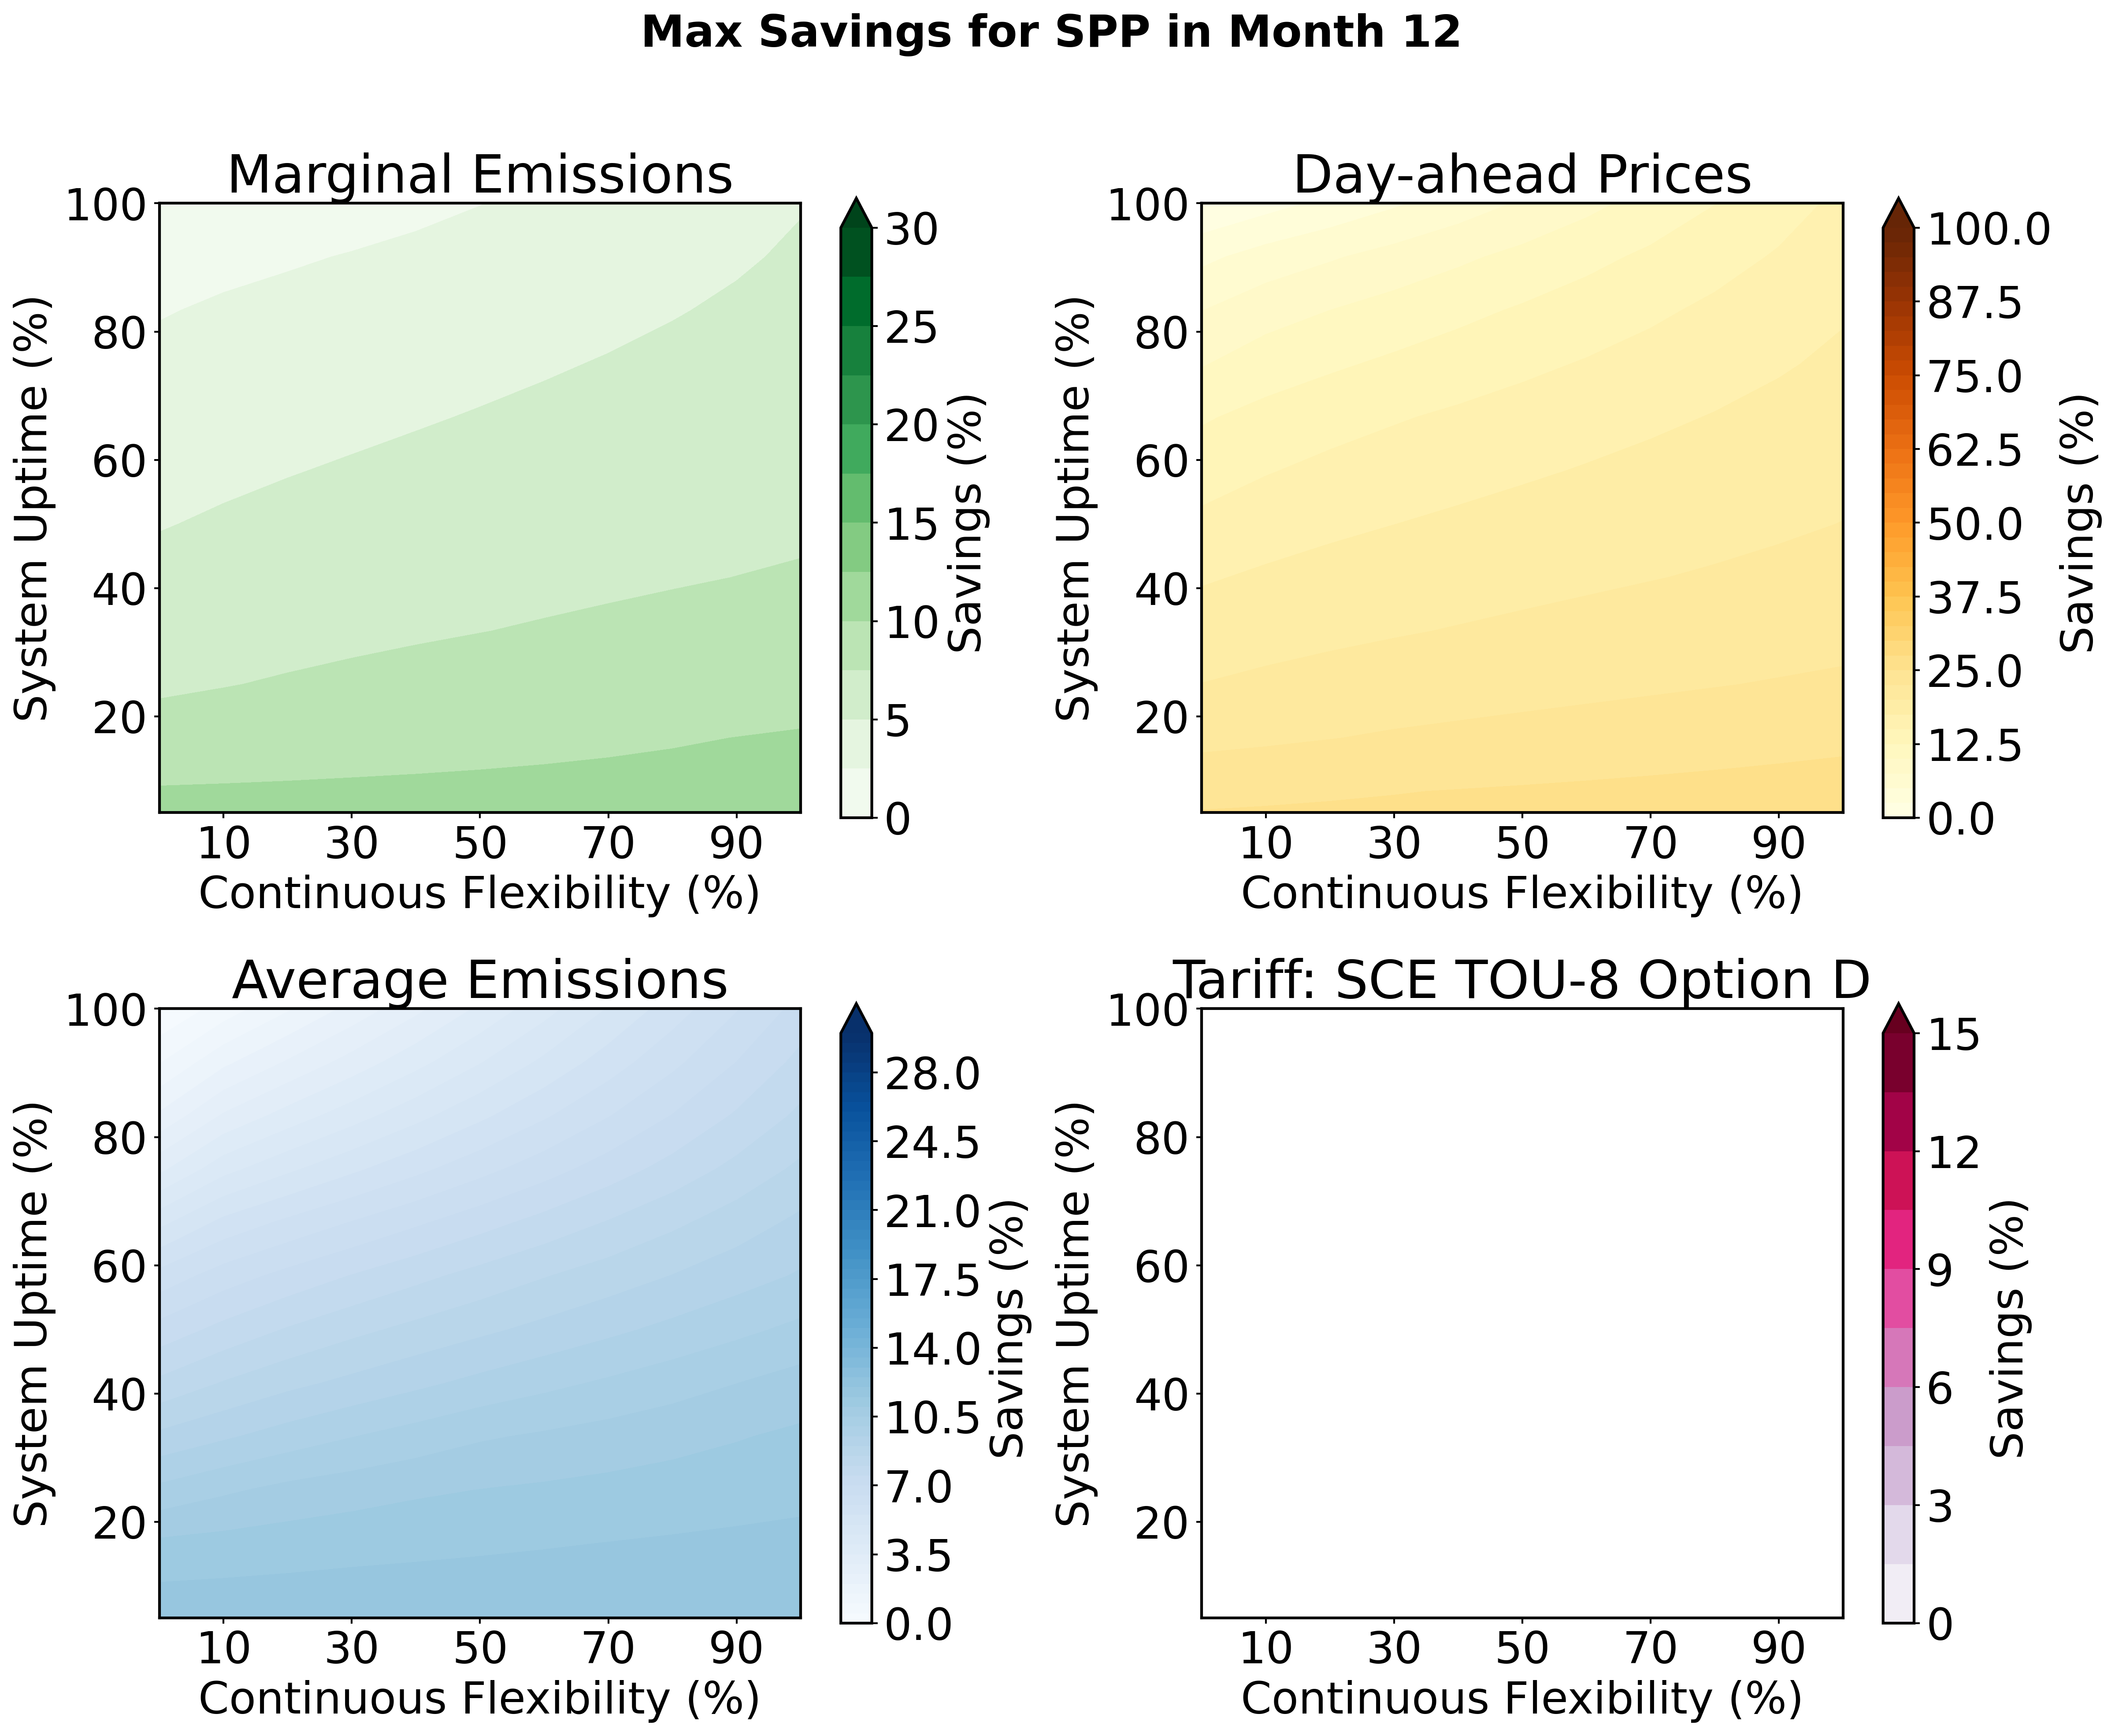 Max Savings for SPP in Month 12
Marginal Emissions
100
80
60
40
20
System Uptime (%)
10 30 50 70 90
Continuous Flexibility (%)
30
25
20
15
10
5
0
Savings (%)
Day-ahead Prices
100
80
60
40
20
System Uptime (%)
10 30 50 70 90
Continuous Flexibility (%)
100.0
87.5
75.0
62.5
50.0
37.5
25.0
12.5
0.0
Savings (%)
Average Emissions
100
80
60
40
20
System Uptime (%)
10 30 50 70 90
Continuous Flexibility (%)
28.0
24.5
21.0
17.5
14.0
10.5
7.0
3.5
0.0
Savings (%)
Tariff: SCE TOU-8 Option D
100
80
60
40
20
System Uptime (%)
10 30 50 70 90
Continuous Flexibility (%)
15
12
9
6
3
0
Savings (%)